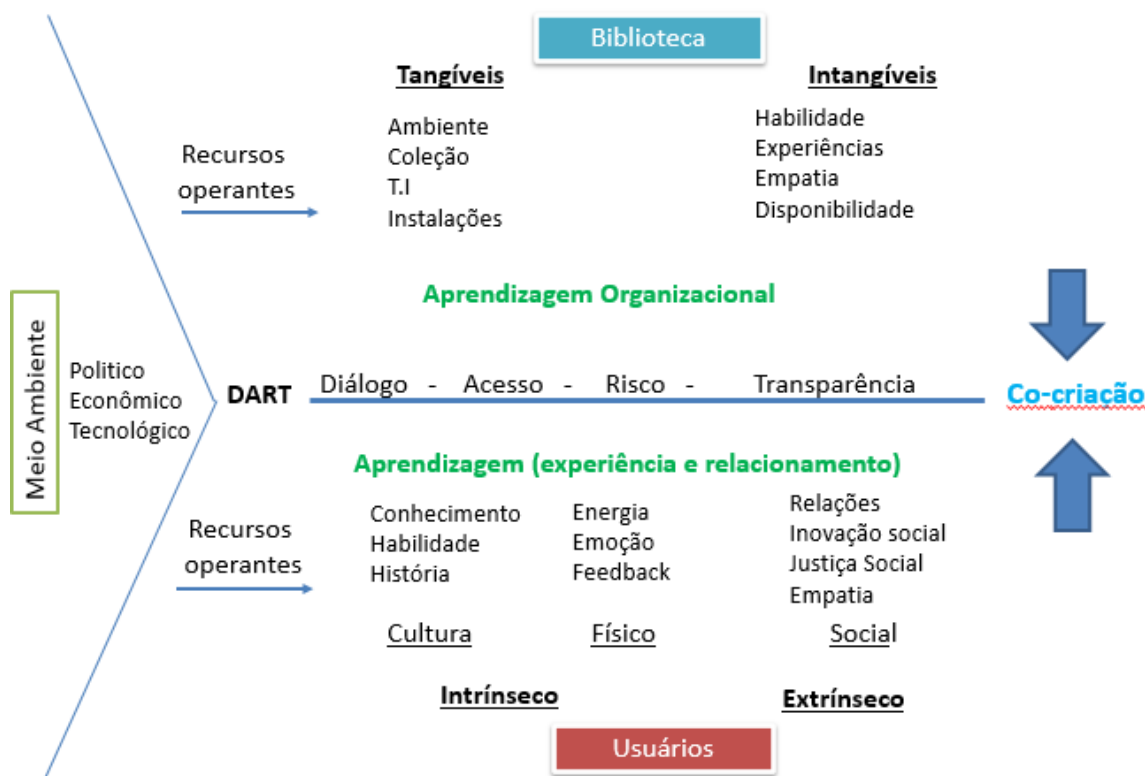 Biblioteca
Tangíveis
Intangíveis
Recursos
operantes
Ambiente
Coleção
T.I
Instalações
Habilidade
Experiências
Empatia
Disponibilidade
Aprendizagem Organizacional
Meio Ambiente
Politico
Econômico
Tecnológico
DART
Diálogo - Acesso - Risco - Transparência
Co-criação
Aprendizagem (experiência e relacionamento)
Recursos
operantes
Conhecimento
Habilidade
História
Energia
Emoção
Feedback
Relações
Inovação social
Justiça Social
Empatia
Cultura
Físico
Social
Intrínseco
Extrínseco
Usuários